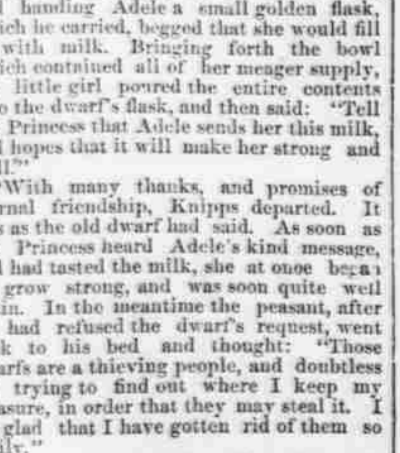 handing Adele a small golden flask,
ich he carried, begged that she would fill
with milk. Bringing forth the bowl
ich contained all of her meager supply,
little girl poured the entire contents
o the dwarf's flask, and then said: "Tell
Princess that Adele sends her this milk,
l hopes that it will make her strong and
ll."'
"With many thanks, and promises of
rnal friendship, Knipps departed. It
s as the old dwarf had said. As soon as
Princess heard Adele's kind message,
l had tasted the milk, she at once began
grow strong, and was soon quite well
in. In the meantime the peasant, after
had refused the dwarf's request, went
k to his bed and thought: "Those
arfs are a thieving people, and doubtless
trying to find out where I keep my
asure, in order that they may steal it. I
glad that I have gotten rid of them so
ily."